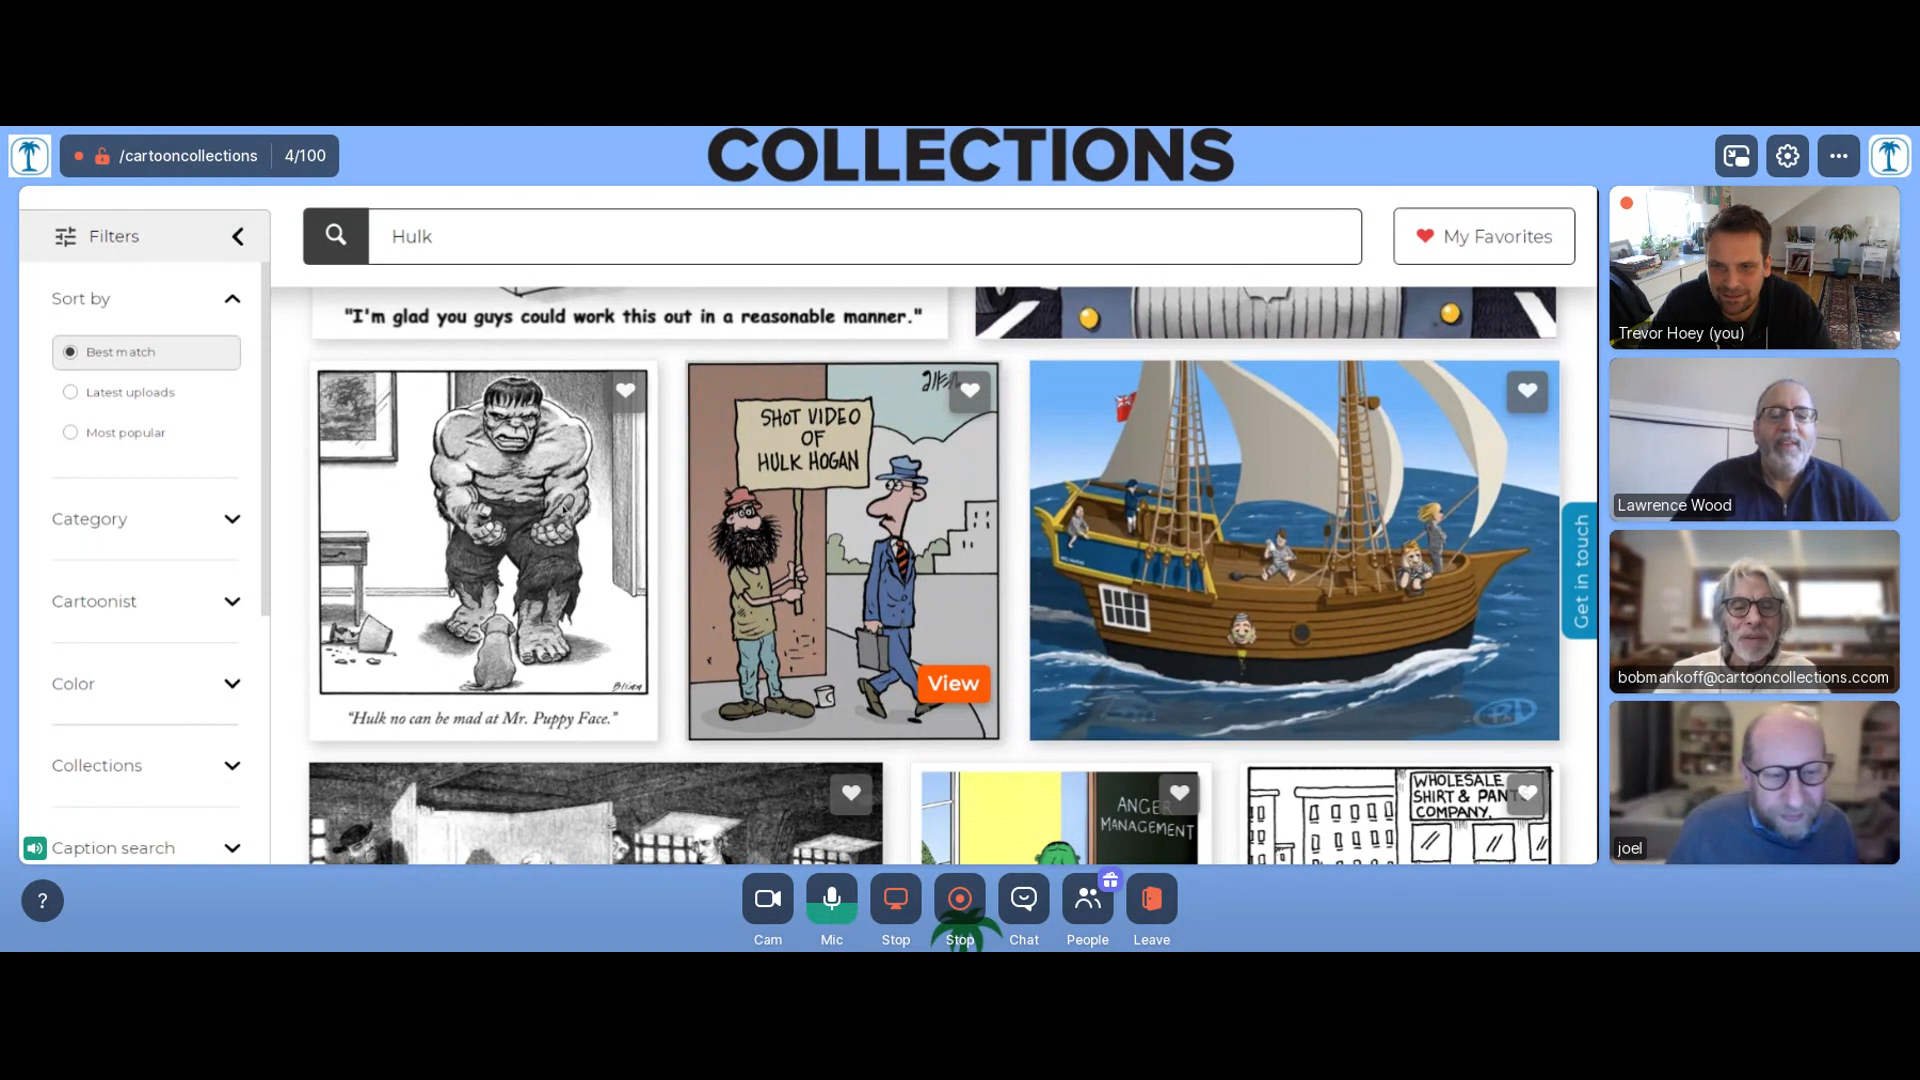 COLLECTIONS
/cartooncollections
4/100
Filters
Hulk
My Favorites
Sort by
Best match
Latest uploads
Most popular
Category
Cartoonist
Color
Collections
Caption search
"I'm glad you guys could work this out in a reasonable manner."
"Hulk no can be mad at Mr. Puppy Face."
SHOT VIDEO
OF
HULK HOGAN
View
Get in touch
ANGER
MANAGEMENT
WHOLESALE
SHIRT &
COMPANY.
Trevor Hoey (you)
Lawrence Wood
bobmankoff@cartooncollections.ccom
joel
?
Cam
Mic
Stop
Stop
Chat
People
Leave